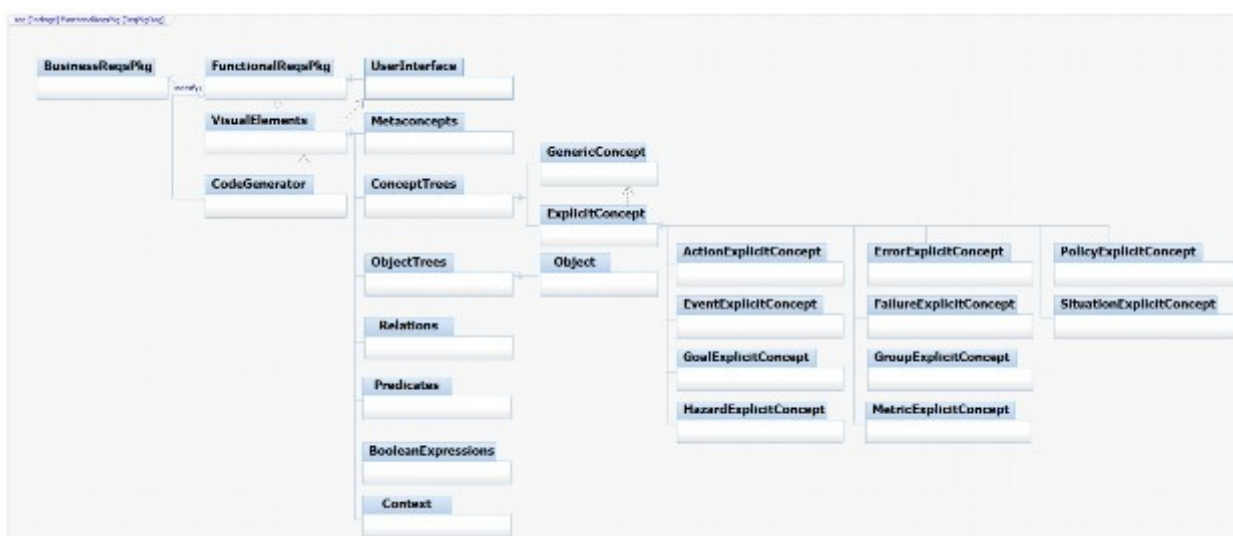 BusinessReqsPkg
FunctionalReqsPkg
UserInterface
VisualElements
Metaconcepts
GenericConcept
CodeGenerator
ConceptTrees
ExplicitConcept
ActionExplicitConcept
ErrorExplicitConcept
PolicyExplicitConcept
ObjectTrees
Object
EventExplicitConcept
FailureExplicitConcept
SituationExplicitConcept
Relations
GoalExplicitConcept
GroupExplicitConcept
Predicates
HazardExplicitConcept
MetricExplicitConcept
BooleanExpressions
Context